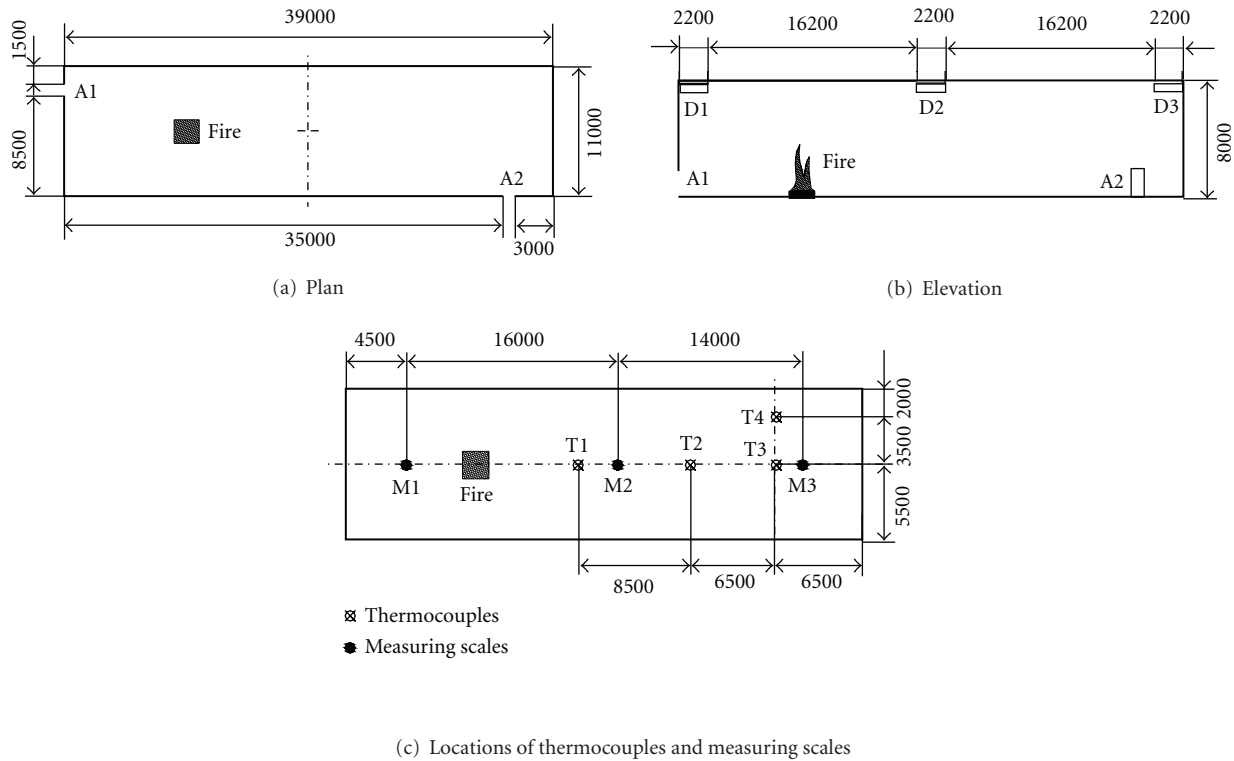 39000
1500
A1
8500
Fire
11000
A2
35000
3000
(a) Plan
2200
16200
2200
16200
2200
D1
D2
D3
Fire
A1
A2
8000
(b) Elevation
4500
16000
14000
2000
T4
3500
T1
T2
T3
M1
Fire
M2
M3
5500
8500
6500
6500
Thermocouples
Measuring scales
(c) Locations of thermocouples and measuring scales